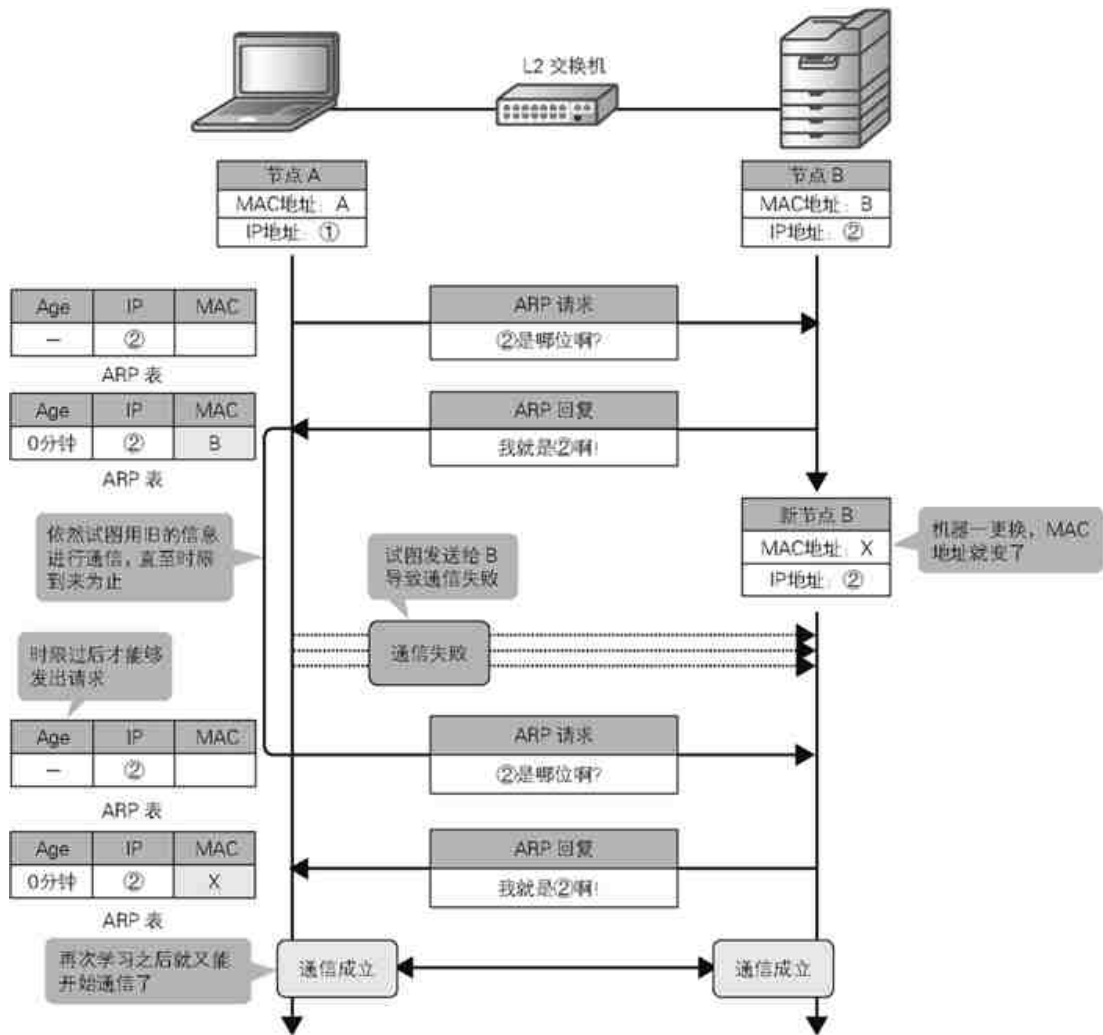 L2 交换机
节点 A
MAC地址：A
IP地址：①
节点 B
MAC地址：B
IP地址：②
Age IP MAC
— ②
ARP 表
ARP 请求
②是哪位啊?
Age IP MAC
0分钟 ② B
ARP 表
ARP 回复
我就是②啊!
新节点 B
MAC地址：X
IP地址：②
机器一更换，MAC
地址就变了
依然试图用旧的信息
进行通信，直至时限
到来为止
试图发送给 B
导致通信失败
通信失败
时限过后才能够
发出请求
Age IP MAC
— ②
ARP 表
ARP 请求
②是哪位啊?
Age IP MAC
0分钟 ② X
ARP 表
ARP 回复
我就是②啊!
再次学习之后就又能
开始通信了
通信成立
通信成立